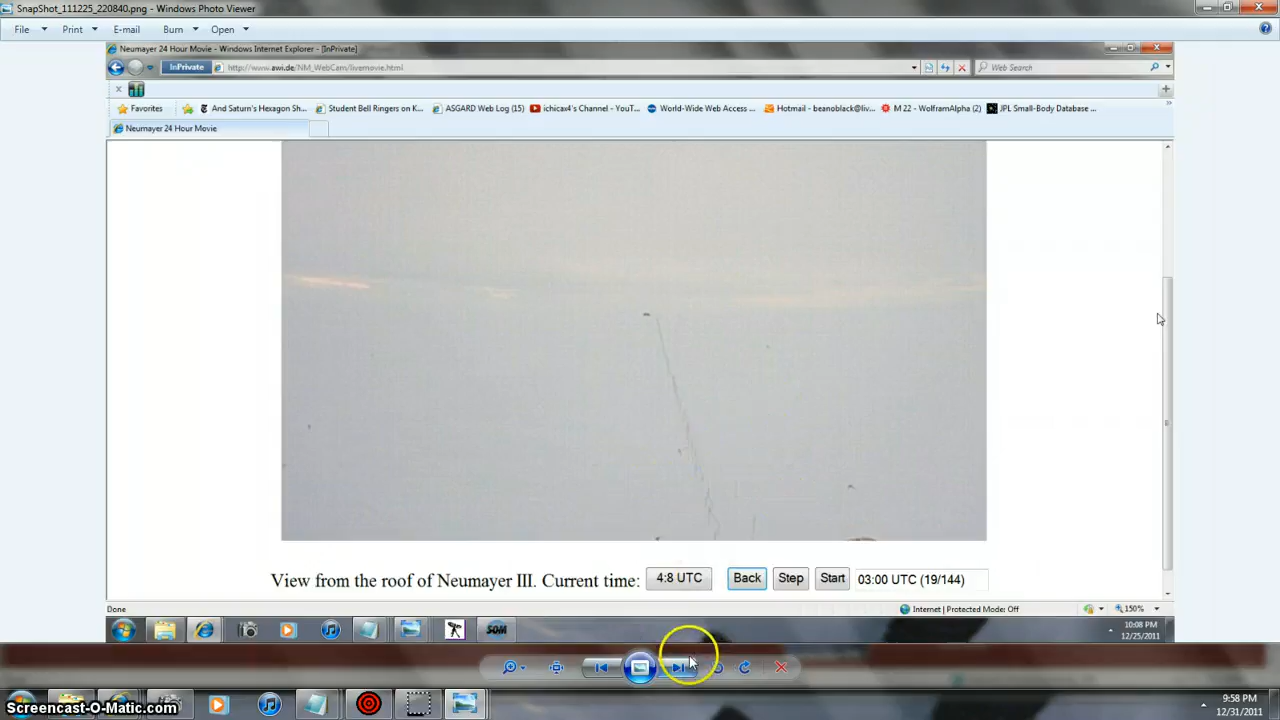 SnapShot_111225_220840.png - Windows Photo Viewer
File Print E-mail Burn Open
Neumayer 24 Hour Movie - Windows Internet Explorer - [InPrivate]
InPrivate http://www.awi.de/NM_WebCam/livemovie.html Web Search
Favorites And Saturn's Hexagon Sh... Student Bell Ringers on K... ASGARD Web Log (15) ichicax4's Channel - YouT... World-Wide Web Access ... Hotmail - beanoblack@liv... M 22 - WolframAlpha (2) JPL Small-Body Database ...
Neumayer 24 Hour Movie
View from the roof of Neumayer III. Current time: 4:8 UTC Back Step Start 03:00 UTC (19/144)
Done Internet | Protected Mode: Off 150%
SOM 10:08 PM
12/25/2011
Screencast-O-Matic.com 9:58 PM
12/31/2011